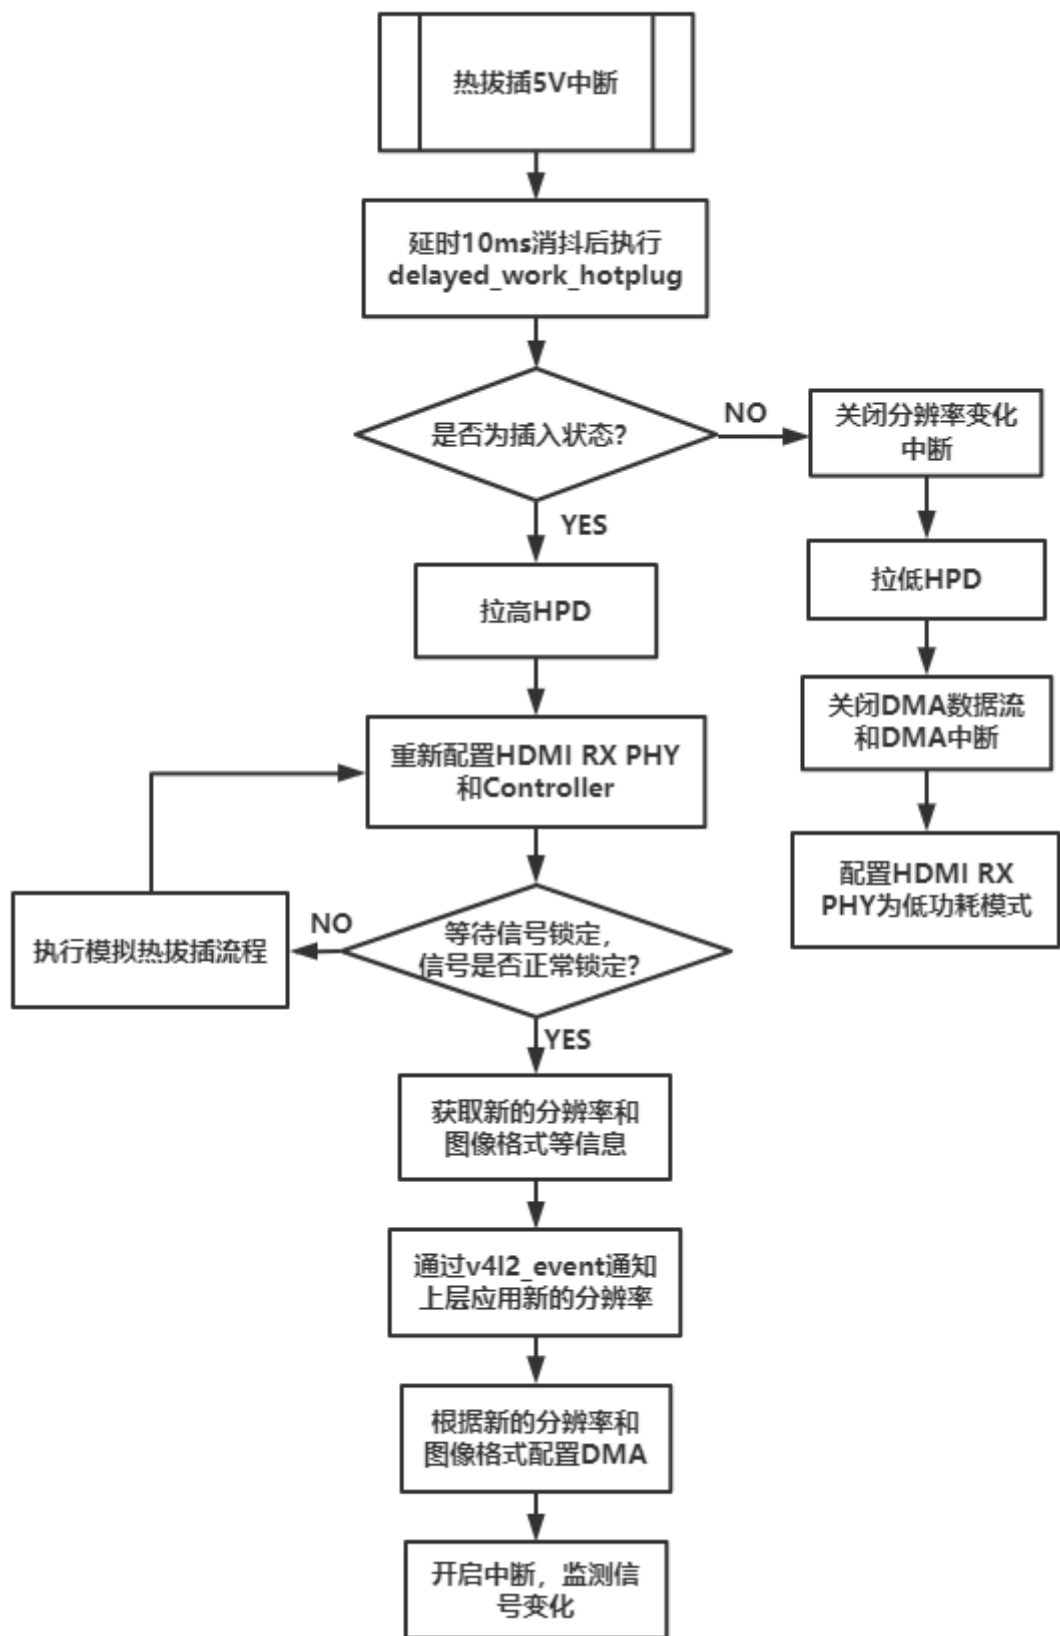 热拔插5V中断
延时10ms消抖后执行
delayed_work_hotplug
是否为插入状态?
NO
关闭分辨率变化
中断
YES
拉高HPD
拉低HPD
关闭DMA数据流
和DMA中断
重新配置HDMI RX PHY
和Controller
配置HDMI RX
PHY为低功耗模式
等待信号锁定,
信号是否正常锁定?
NO
执行模拟热拔插流程
YES
获取新的分辨率和
图像格式等信息
通过v4l2_event通知
上层应用新的分辨率
根据新的分辨率和
图像格式配置DMA
开启中断，监测信
号变化